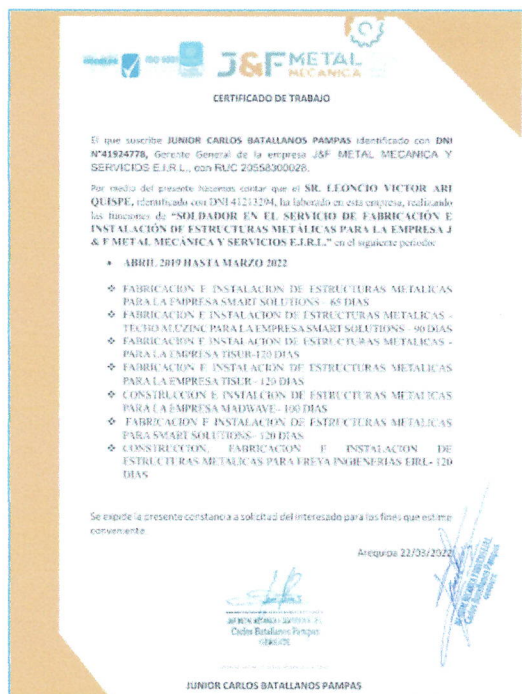 ISO 9001
J&F METAL
MECANICA
CERTIFICADO DE TRABAJO
El que suscribe JUNIOR CARLOS BATALLANOS PAMPAS identificado con DNI
N°41924778, Gerente General de la empresa J&F METAL MECANICA Y
SERVICIOS E.I.R.L., con RUC 20558300028.
Por medio del presente hacemos contar que el SR. LEONCIO VICTOR ARI
QUISPE, identificado con DNI 41213294, ha laborado en esta empresa, realizando
las funciones de “SOLDADOR EN EL SERVICIO DE FABRICACIÓN E
INSTALACIÓN DE ESTRUCTURAS METÁLICAS PARA LA EMPRESA J
& F METAL MECÁNICA Y SERVICIOS E.I.R.L.” en el siguiente periodo:
• ABRIL 2019 HASTA MARZO 2022
❖ FABRICACION E INSTALACION DE ESTRUCTURAS METALICAS
PARA LA EMPRESA SMART SOLUTIONS – 65 DIAS
❖ FABRICACION E INSTALACION DE ESTRUCTURAS METALICAS -
TECHO ALUZINC PARA LA EMPRESA SMART SOLUTIONS – 90 DIAS
❖ FABRICACION E INSTALACION DE ESTRUCTURAS METALICAS -
PARA LA EMPRESA TISUR-120 DIAS
❖ FABRICACION E INSTALACION DE ESTRUCTURAS METALICAS
PARA LA EMPRESA TISUR - 120 DIAS
❖ CONSTRUCCION E INSTALCION DE ESTRUCTURAS METALICAS
PARA LA EMPRESA MADWAVE- 100 DIAS
❖ FABRICACION E INSTALACION DE ESTRUCTURAS METALICAS
PARA SMART SOLUTIONS- 120 DIAS
❖ CONSTRUCCION, FABRICACION E INSTALACION DE
ESTRUCTURAS METALICAS PARA FREYA INGIENERIAS EIRL- 120
DIAS
Se expide la presente constancia a solicitud del interesado para los fines que estime
conveniente.
Arequipa 22/03/2022
Carlos Batallanos Pampas
GERENTE
Carlos Batallanos Pampas
GERENTE
JUNIOR CARLOS BATALLANOS PAMPAS